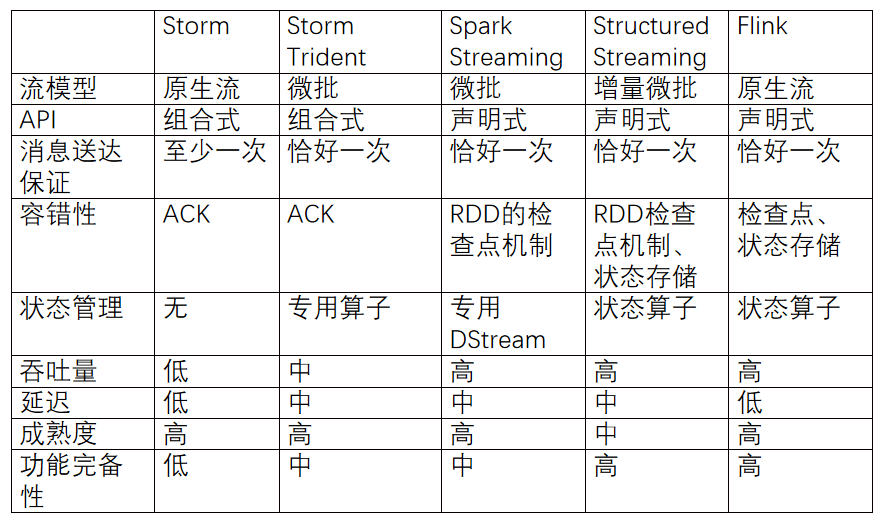 Storm Storm Spark Structured Flink
Trident Streaming Streaming
流模型 原生流 微批 微批 增量微批 原生流
API 组合式 组合式 声明式 声明式 声明式
消息送达 至少一次 恰好一次 恰好一次 恰好一次 恰好一次
保证
容错性 ACK ACK RDD的检 RDD检查 检查点、
查点机制 点机制、 状态存储
状态存储
状态管理 无 专用算子 专用 状态算子 状态算子
DStream
吞吐量 低 中 高 高 高
延迟 低 中 中 中 低
成熟度 高 高 高 中 高
功能完备 低 中 中 高 高
性